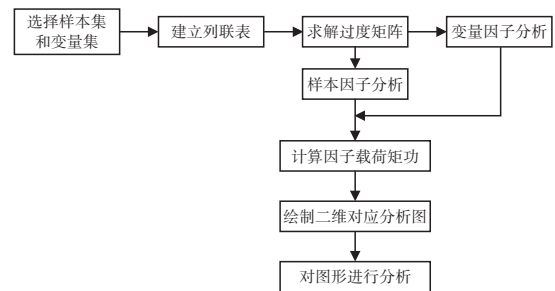 选择样本集
和变量集
建立列联表
求解过度矩阵
变量因子分析
样本因子分析
计算因子载荷矩功
绘制二维对应分析图
对图形进行分析